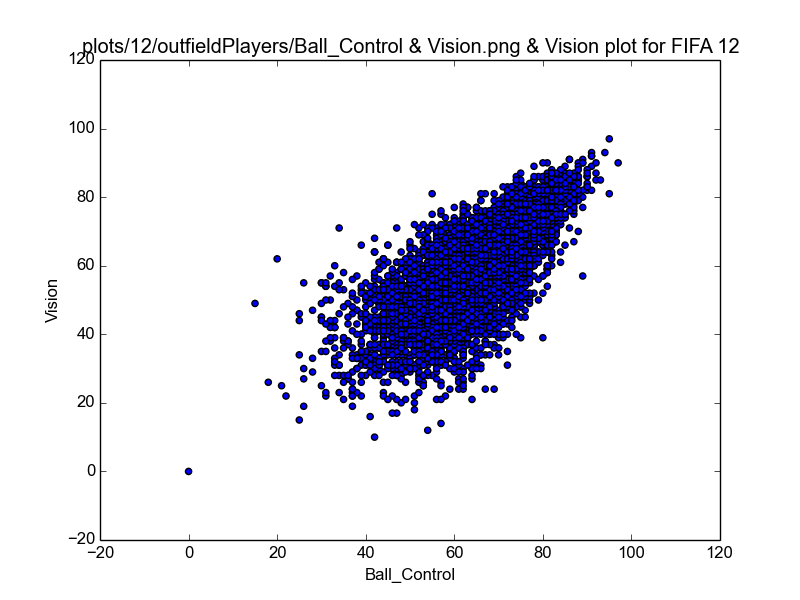 plots/12/outfieldPlayers/Ball_Control & Vision.png & Vision plot for FIFA 12
120
100
80
60
40
20
0
−20
Vision
−20 0 20 40 60 80 100 120
Ball_Control